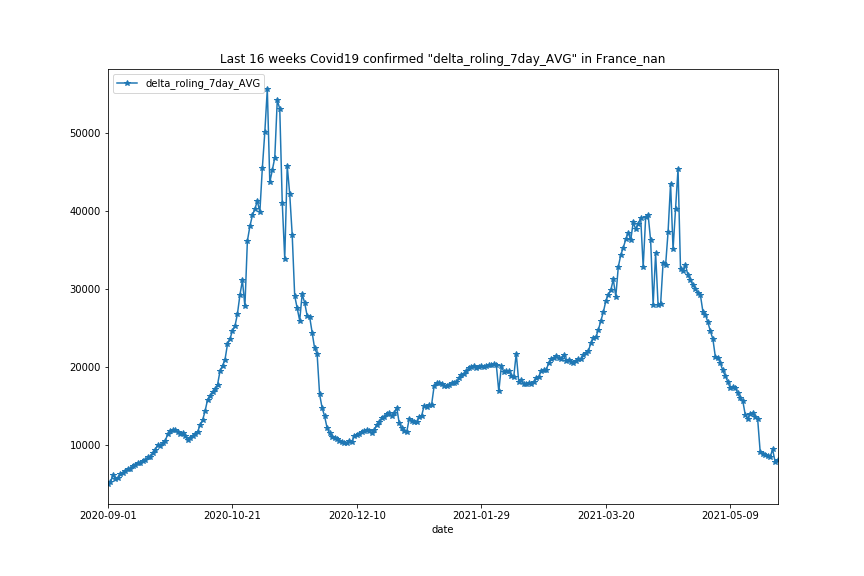 Last 16 weeks Covid19 confirmed "delta_roling_7day_AVG" in France_nan
delta_roling_7day_AVG
50000
40000
30000
20000
10000
2020-09-01 2020-10-21 2020-12-10 2021-01-29 2021-03-20 2021-05-09
date